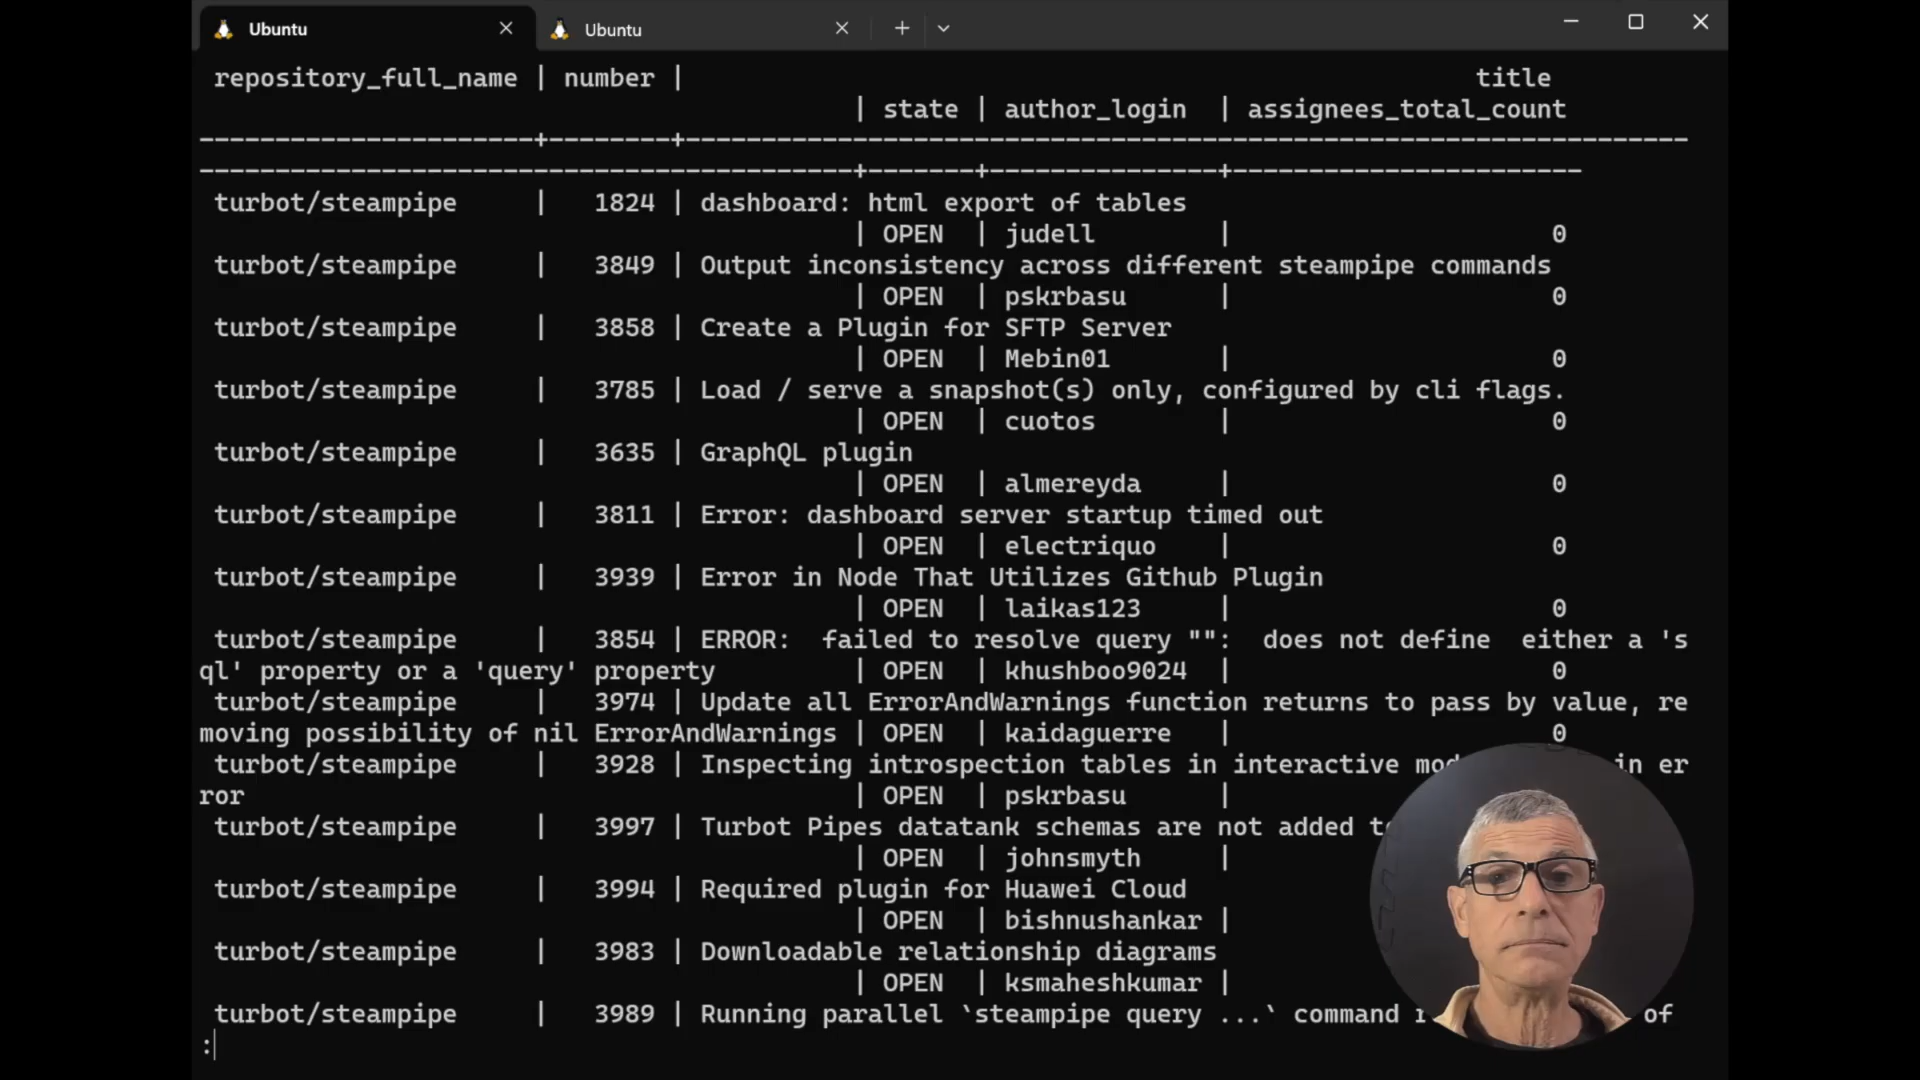 Ubuntu
Ubuntu
repository_full_name | number | title
| state | author_login | assignees_total_count
----------------------+--------+------------------------------------------------------------------
-------------------------------------------+-------+---------------+-----------------------
turbot/steampipe | 1824 | dashboard: html export of tables
| OPEN | judell | 0
turbot/steampipe | 3849 | Output inconsistency across different steampipe commands
| OPEN | pskrbasu | 0
turbot/steampipe | 3858 | Create a Plugin for SFTP Server
| OPEN | Mebin01 | 0
turbot/steampipe | 3785 | Load / serve a snapshot(s) only, configured by cli flags.
| OPEN | cuotos | 0
turbot/steampipe | 3635 | GraphQL plugin
| OPEN | almereyda | 0
turbot/steampipe | 3811 | Error: dashboard server startup timed out
| OPEN | electriquo | 0
turbot/steampipe | 3939 | Error in Node That Utilizes Github Plugin
| OPEN | laikas123 | 0
turbot/steampipe | 3854 | ERROR:  failed to resolve query "":  does not define  either a 's
ql' property or a 'query' property | OPEN | khushboo9024 | 0
turbot/steampipe | 3974 | Update all ErrorAndWarnings function returns to pass by value, re
moving possibility of nil ErrorAndWarnings | OPEN | kaidaguerre | 0
turbot/steampipe | 3928 | Inspecting introspection tables in interactive in er
ror | OPEN | pskrbasu |
turbot/steampipe | 3997 | Turbot Pipes datatank schemas are not added
| OPEN | johnsmyth |
turbot/steampipe | 3994 | Required plugin for Huawei Cloud
| OPEN | bishnushankar |
turbot/steampipe | 3983 | Downloadable relationship diagrams
| OPEN | ksmaheshkumar |
turbot/steampipe | 3989 | Running parallel `steampipe query ...` command of
: